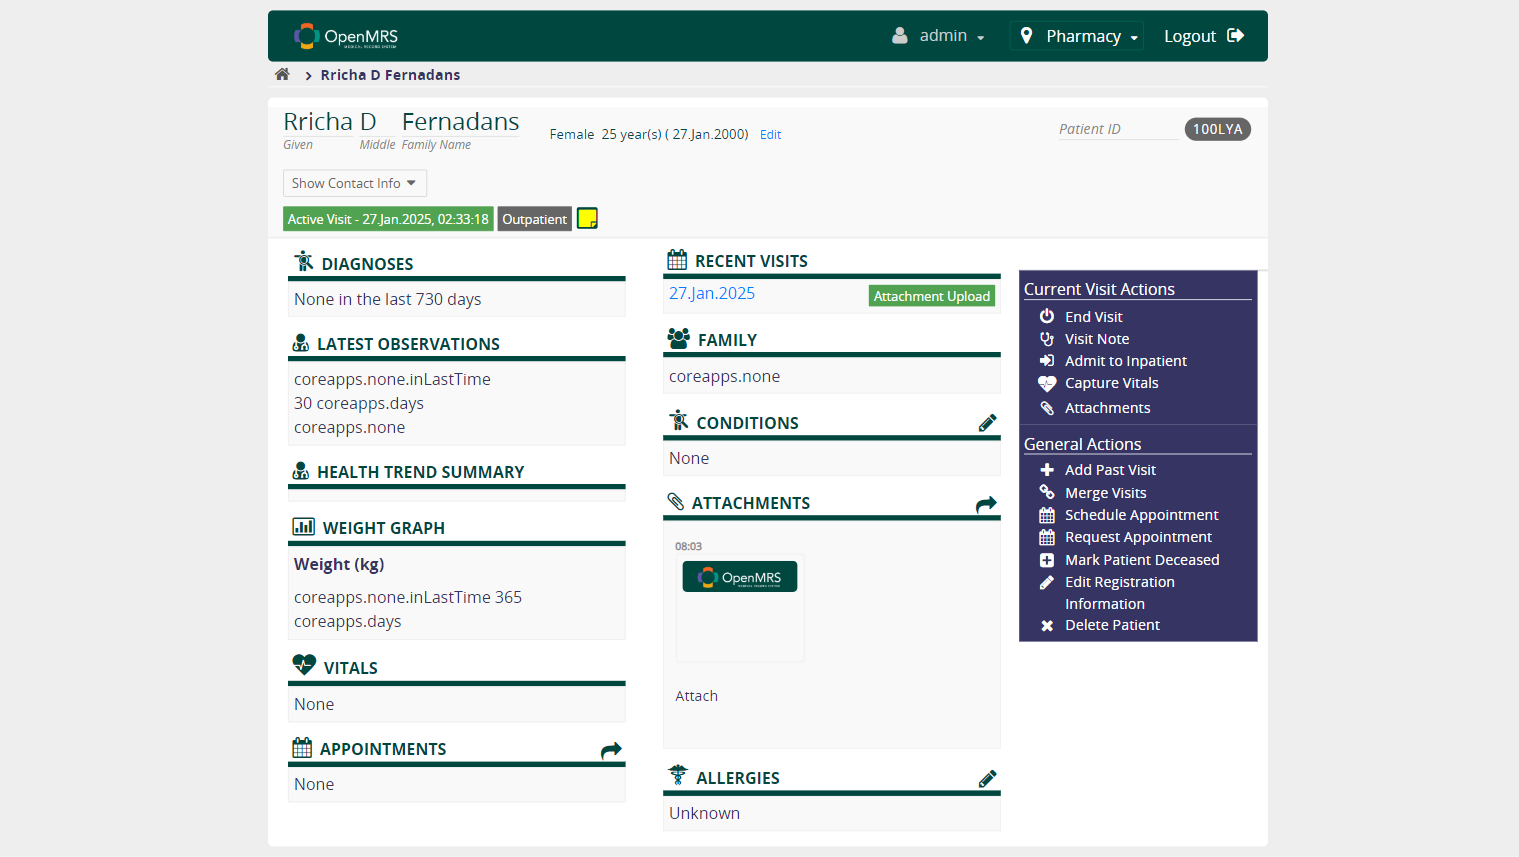 OpenMRS
MEDICAL RECORD SYSTEM
admin
Pharmacy
Logout
Rricha D Fernadans
Rricha D Fernadans
Given Middle Family Name
Female 25 year(s) ( 27.Jan.2000) Edit
Patient ID 100LYA
Show Contact Info
Active Visit - 27.Jan.2025, 02:33:18 Outpatient
DIAGNOSES
None in the last 730 days
LATEST OBSERVATIONS
coreapps.none.inLastTime
30 coreapps.days
coreapps.none
HEALTH TREND SUMMARY
WEIGHT GRAPH
Weight (kg)
coreapps.none.inLastTime 365
coreapps.days
VITALS
None
APPOINTMENTS
None
RECENT VISITS
27.Jan.2025 Attachment Upload
FAMILY
coreapps.none
CONDITIONS
None
ATTACHMENTS
08:03
OpenMRS
MEDICAL RECORD SYSTEM
Attach
ALLERGIES
Unknown
Current Visit Actions
End Visit
Visit Note
Admit to Inpatient
Capture Vitals
Attachments
General Actions
Add Past Visit
Merge Visits
Schedule Appointment
Request Appointment
Mark Patient Deceased
Edit Registration
Information
Delete Patient